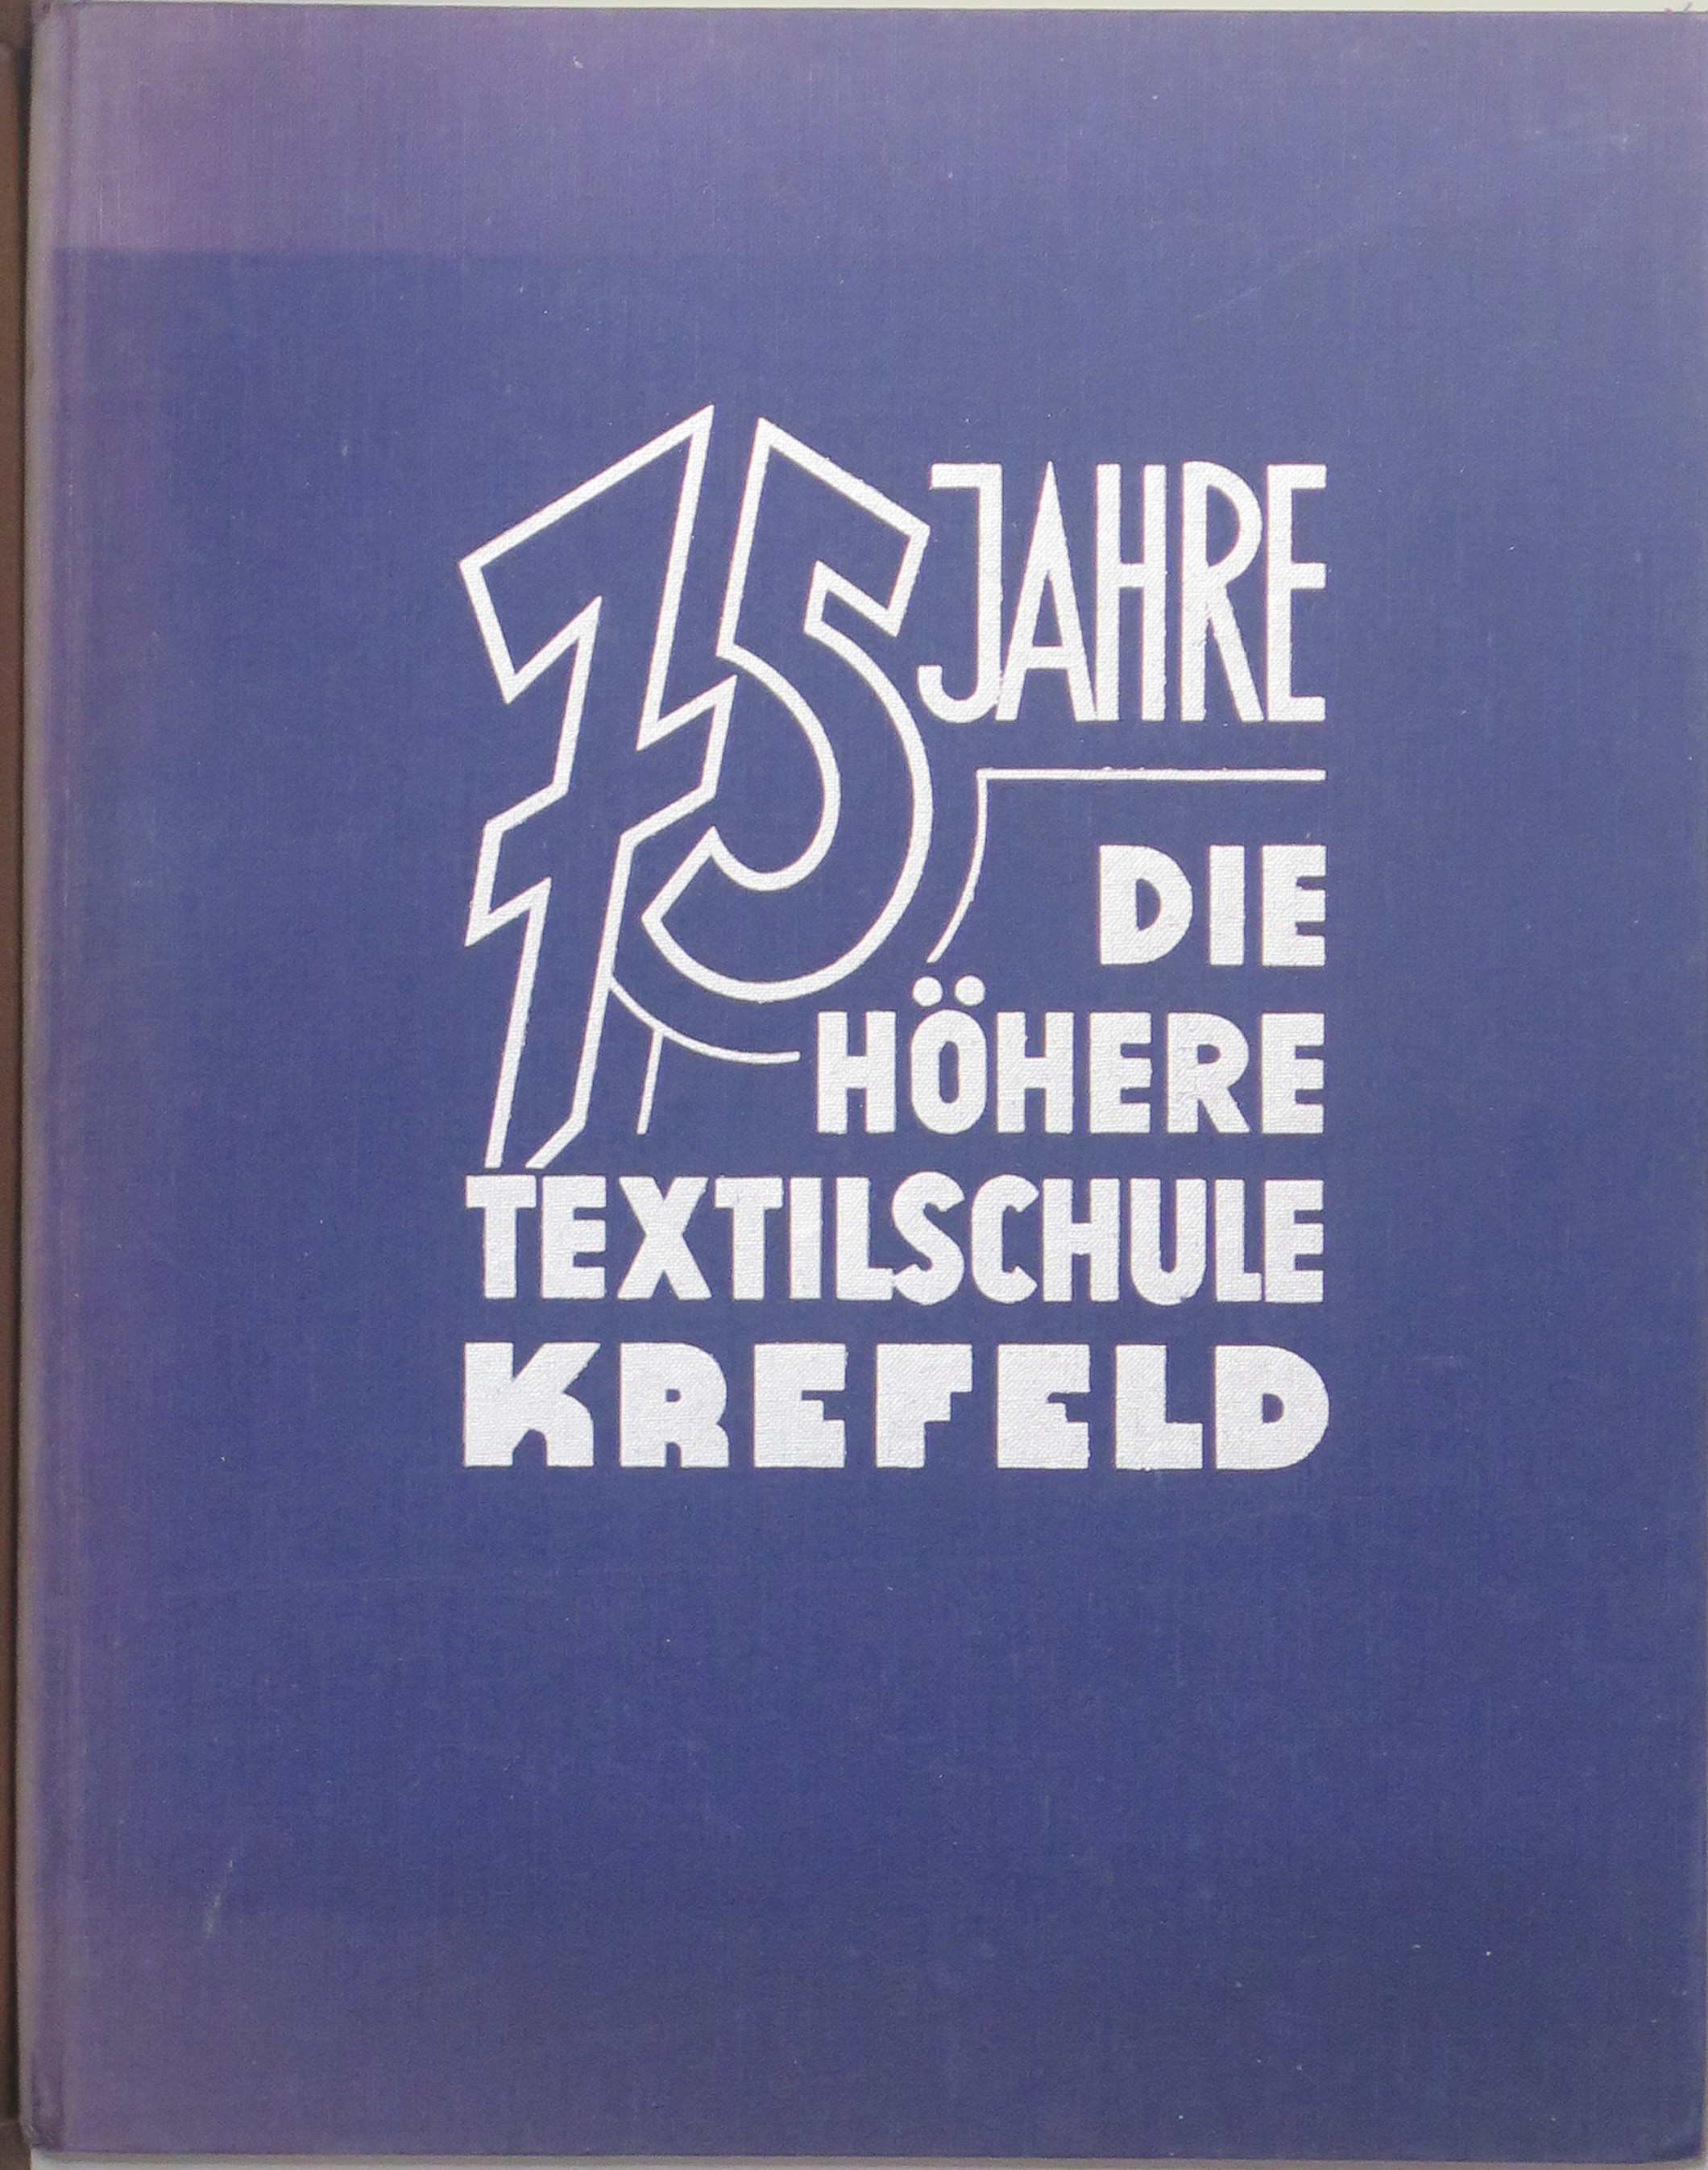 75 JAHRE
DIE
HÖHERE
TEXTILSCHULE
KREFELD